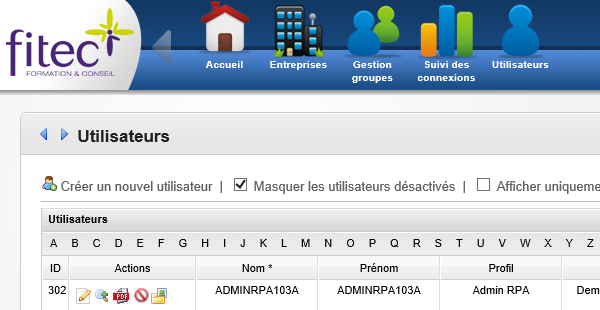 fitec
FORMATION & CONSEIL
Accueil
Entreprises
Gestion groupes
Suivi des connexions
Utilisateurs
Utilisateurs
Créer un nouvel utilisateur | Masquer les utilisateurs désactivés | Afficher uniqueme
Utilisateurs
A B C D E F G H I J K L M N O P Q R S T U V W X Y Z
ID Actions Nom * Prénom Profil
302 PDF ADMINRPA103A ADMINRPA103A Admin RPA Dem